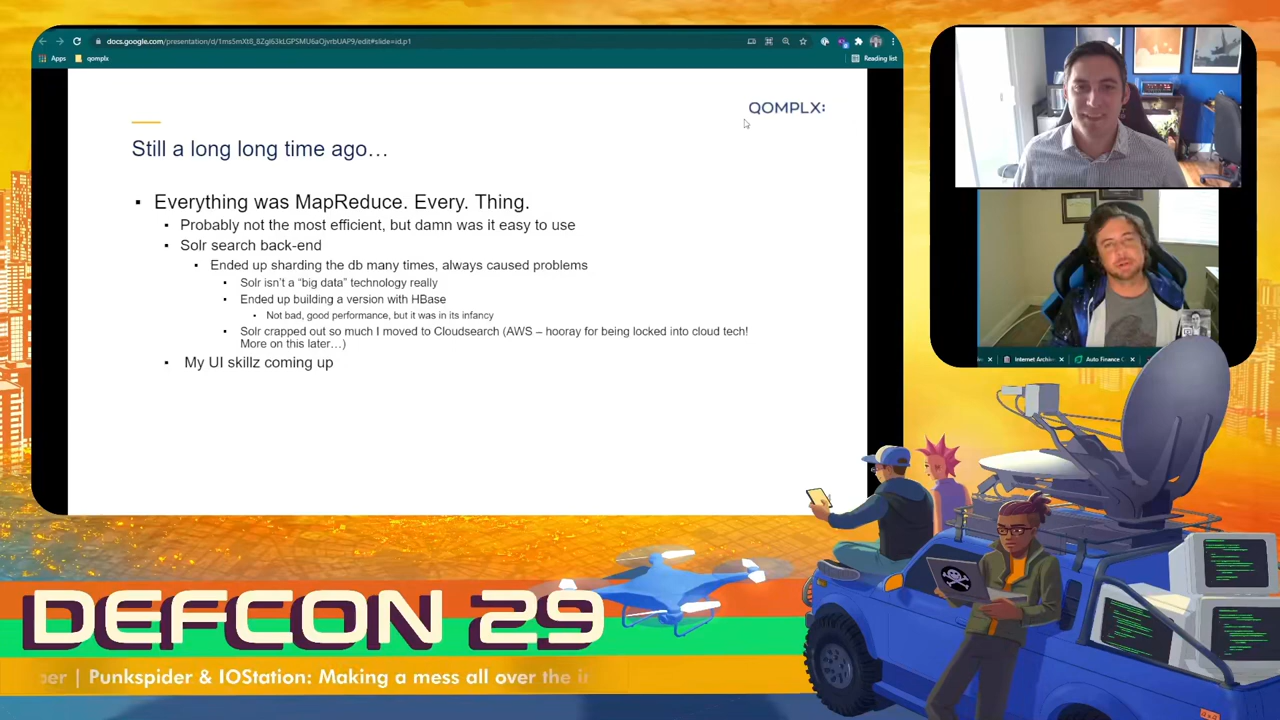 docs.google.com/presentation/d/1ms5mXt8_8Zgl63kLGPSMU6aOjvrbUAP9/edit#slide=id.p1
Apps
qomplx
Reading list
QOMPLX:
Still a long long time ago…
▪ Everything was MapReduce. Every. Thing.
▪ Probably not the most efficient, but damn was it easy to use
▪ Solr search back-end
▪ Ended up sharding the db many times, always caused problems
▪ Solr isn’t a “big data” technology really
▪ Ended up building a version with HBase
▪ Not bad, good performance, but it was in its infancy
▪ Solr crapped out so much I moved to Cloudsearch (AWS – hooray for being locked into cloud tech!
More on this later…)
▪ My UI skillz coming up
Internet Archiv
Auto Finance
DEFCON 29
per | Punkspider & IOStation: Making a mess all over the in